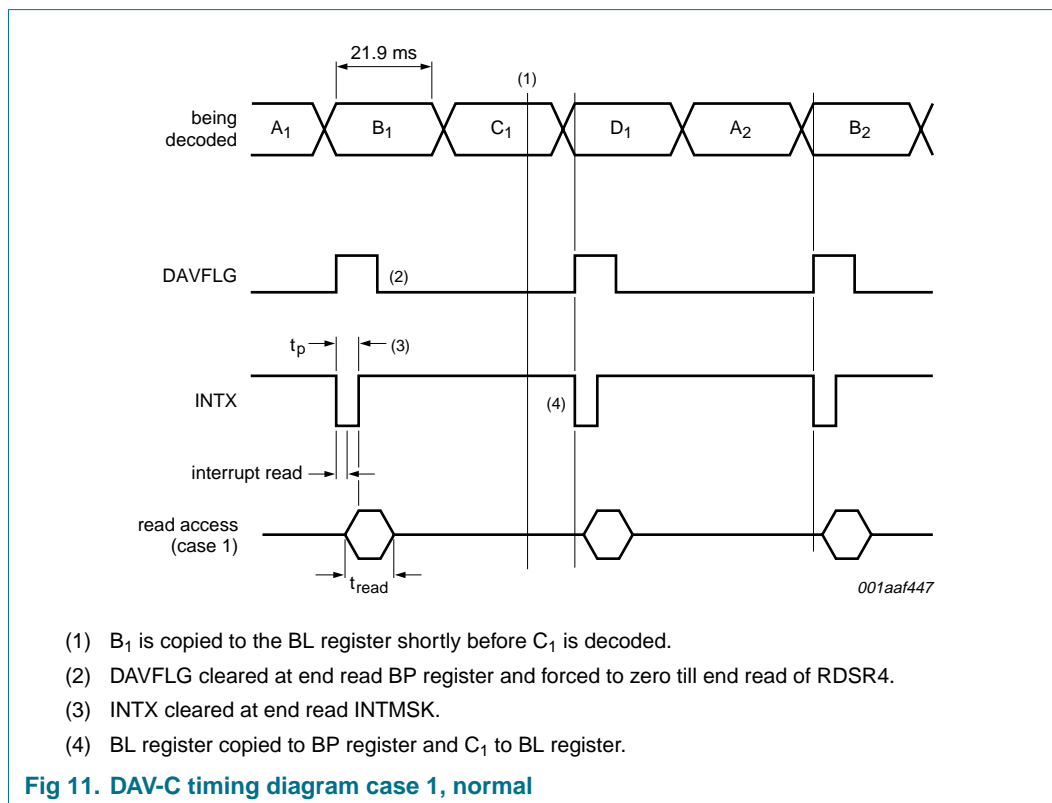 21.9 ms
(1)
being
decoded
A1 B1 C1 D1 A2 B2
DAVFLG
(2)
tp (3)
INTX
(4)
interrupt read
read access
(case 1)
tread
001aaf447
(1) B1 is copied to the BL register shortly before C1 is decoded.
(2) DAVFLG cleared at end read BP register and forced to zero till end read of RDSR4.
(3) INTX cleared at end read INTMSK.
(4) BL register copied to BP register and C1 to BL register.
Fig 11. DAV-C timing diagram case 1, normal